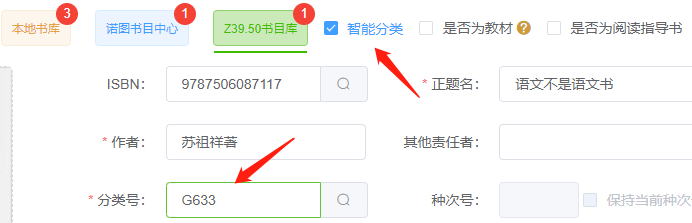 本地书库 3 诺图书目中心 1 Z39.50书目库 1 智能分类 是否为教材 ? 是否为阅读指导书
ISBN： 9787506087117 * 正题名： 语文不是语文书
* 作者： 苏祖祥著 其他责任者：
* 分类号： G633 种次号： 保持当前种次